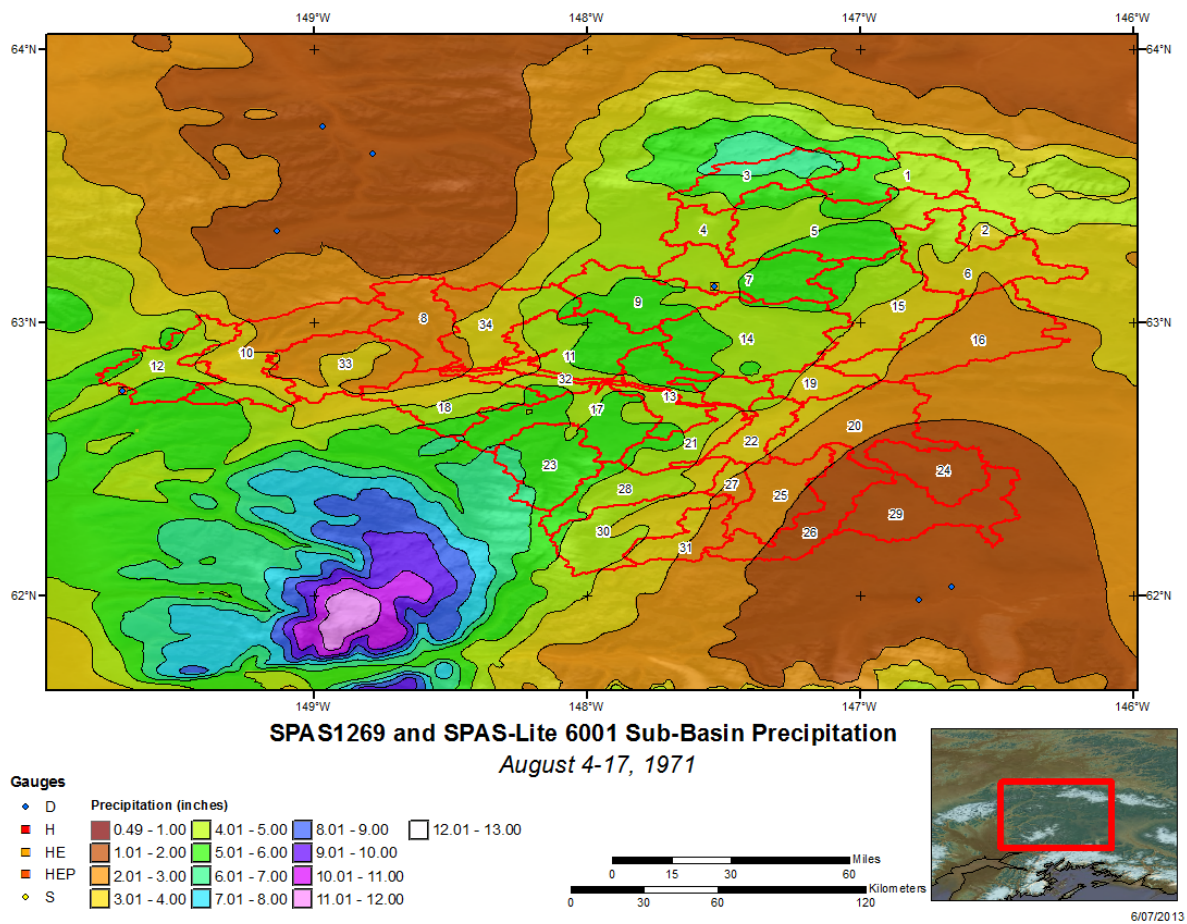 149°W 148°W 147°W 146°W
64°N 64°N
3 1
4 5 2
7 6
9 15
63°N 8 34 14 16 63°N
10 11
12 33
32 19
18 17 13
20
21 22
23 24
28 27 25
29
30 26
31
62°N 62°N
149°W 148°W 147°W 146°W
SPAS1269 and SPAS-Lite 6001 Sub-Basin Precipitation
August 4-17, 1971
Gauges
D
H
HE
HEP
S
Precipitation (inches)
0.49 - 1.00 4.01 - 5.00 8.01 - 9.00 12.01 - 13.00
1.01 - 2.00 5.01 - 6.00 9.01 - 10.00
2.01 - 3.00 6.01 - 7.00 10.01 - 11.00
3.01 - 4.00 7.01 - 8.00 11.01 - 12.00
Miles
0 15 30 60
Kilometers
0 30 60 120
6/07/2013